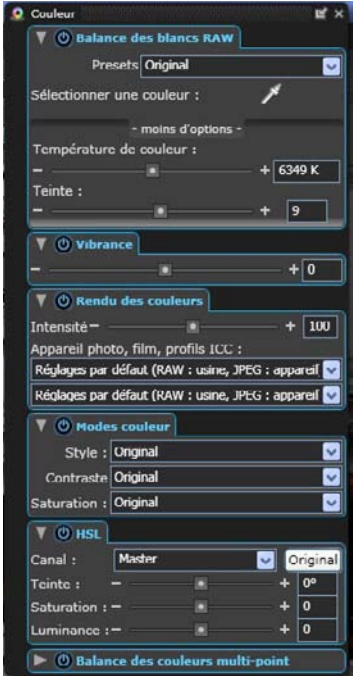 Couleur
Balance des blancs RAW
Presets Original
Sélectionner une couleur :
- moins d'options -
Température de couleur :
- + 6349 K
Teinte :
- + 9
Vibrance
- + 0
Rendu des couleurs
Intensité - + 100
Appareil photo, film, profils ICC :
Réglages par défaut (RAW : usine, JPEG : appareil
Réglages par défaut (RAW : usine, JPEG : appareil
Modes couleur
Style : Original
Contraste Original
Saturation : Original
HSL
Canal : Master Original
Teinte : - + 0°
Saturation : - + 0
Luminance : - + 0
Balance des couleurs multi-point